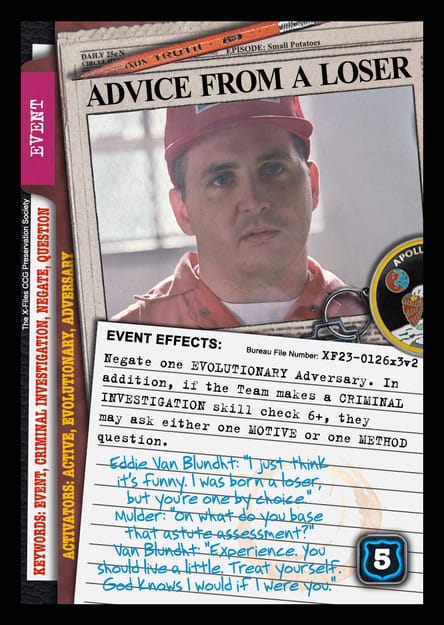 DAILY 25¢ N
CIRCUL
TRUTH
EPISODE: Small Potatoes
ADVICE FROM A LOSER
EVENT
The X-Files CCG Preservation Society
KEYWORDS: EVENT, CRIMINAL INVESTIGATION, NEGATE, QUESTION
ACTIVATORS: ACTIVE, EVOLUTIONARY, ADVERSARY
APOLL
EVENT EFFECTS:
Bureau File Number: XF23-0126x3v2
Negate one EVOLUTIONARY Adversary. In
addition, if the Team makes a CRIMINAL
INVESTIGATION skill check 6+, they
may ask either one MOTIVE or one METHOD
question.
Eddie Van Blundht: "I just think
it's funny. I was born a loser,
but you're one by choice."
Mulder: "On what do you base
that astute assessment?"
Van Blundht: "Experience. You
should live a little. Treat yourself.
God knows I would if I were you."
5